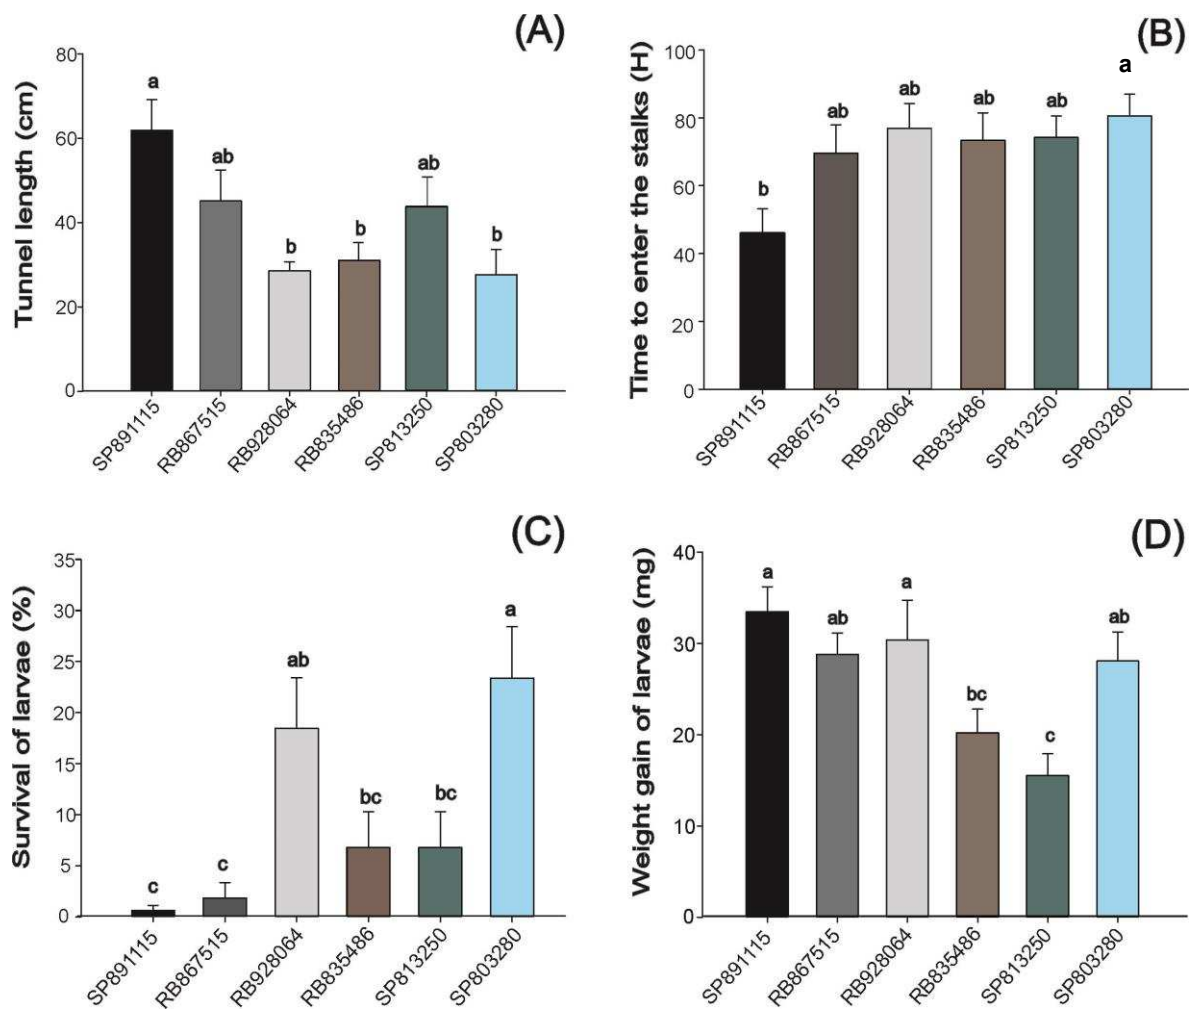 (A)
Tunnel length (cm)
80
60
40
20
0
a
ab
b
b
ab
b
SP891115
RB867515
RB928064
RB835486
SP813250
SP803280
(B)
Time to enter the stalks (H)
100
80
60
40
20
0
b
ab
ab
ab
ab
a
SP891115
RB867515
RB928064
RB835486
SP813250
SP803280
(C)
Survival of larvae (%)
35
30
25
20
15
10
5
0
c
c
ab
bc
bc
a
SP891115
RB867515
RB928064
RB835486
SP813250
SP803280
(D)
Weight gain of larvae (mg)
40
30
20
10
0
a
ab
a
bc
c
ab
SP891115
RB867515
RB928064
RB835486
SP813250
SP803280